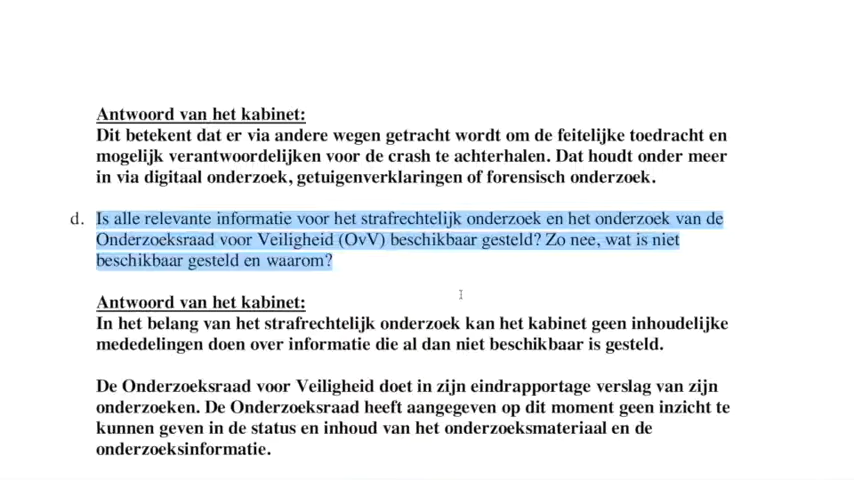 Antwoord van het kabinet:
Dit betekent dat er via andere wegen getracht wordt om de feitelijke toedracht en
mogelijk verantwoordelijken voor de crash te achterhalen. Dat houdt onder meer
in via digitaal onderzoek, getuigenverklaringen of forensisch onderzoek.
d. Is alle relevante informatie voor het strafrechtelijk onderzoek en het onderzoek van de
Onderzoeksraad voor Veiligheid (OvV) beschikbaar gesteld? Zo nee, wat is niet
beschikbaar gesteld en waarom?
Antwoord van het kabinet:
In het belang van het strafrechtelijk onderzoek kan het kabinet geen inhoudelijke
mededelingen doen over informatie die al dan niet beschikbaar is gesteld.
De Onderzoeksraad voor Veiligheid doet in zijn eindrapportage verslag van zijn
onderzoeken. De Onderzoeksraad heeft aangegeven op dit moment geen inzicht te
kunnen geven in de status en inhoud van het onderzoeksmateriaal en de
onderzoeksinformatie.